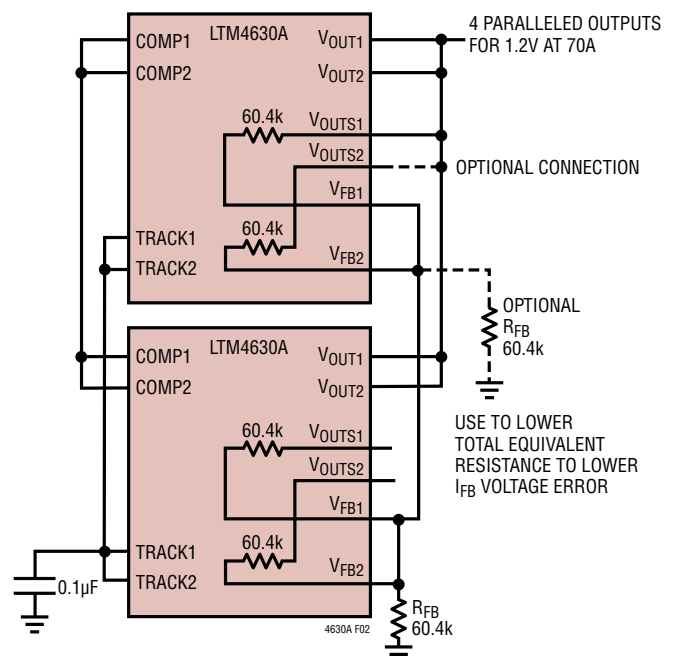 4 PARALLELED OUTPUTS
FOR 1.2V AT 70A
LTM4630A
COMP1
COMP2
VOUT1
VOUT2
60.4k
VOUTS1
VOUTS2
OPTIONAL CONNECTION
VFB1
60.4k
TRACK1
TRACK2
VFB2
OPTIONAL
RFB
60.4k
LTM4630A
COMP1
COMP2
VOUT1
VOUT2
USE TO LOWER
TOTAL EQUIVALENT
RESISTANCE TO LOWER
IFB VOLTAGE ERROR
60.4k
VOUTS1
VOUTS2
VFB1
60.4k
TRACK1
TRACK2
VFB2
0.1µF
RFB
60.4k
4630A F02